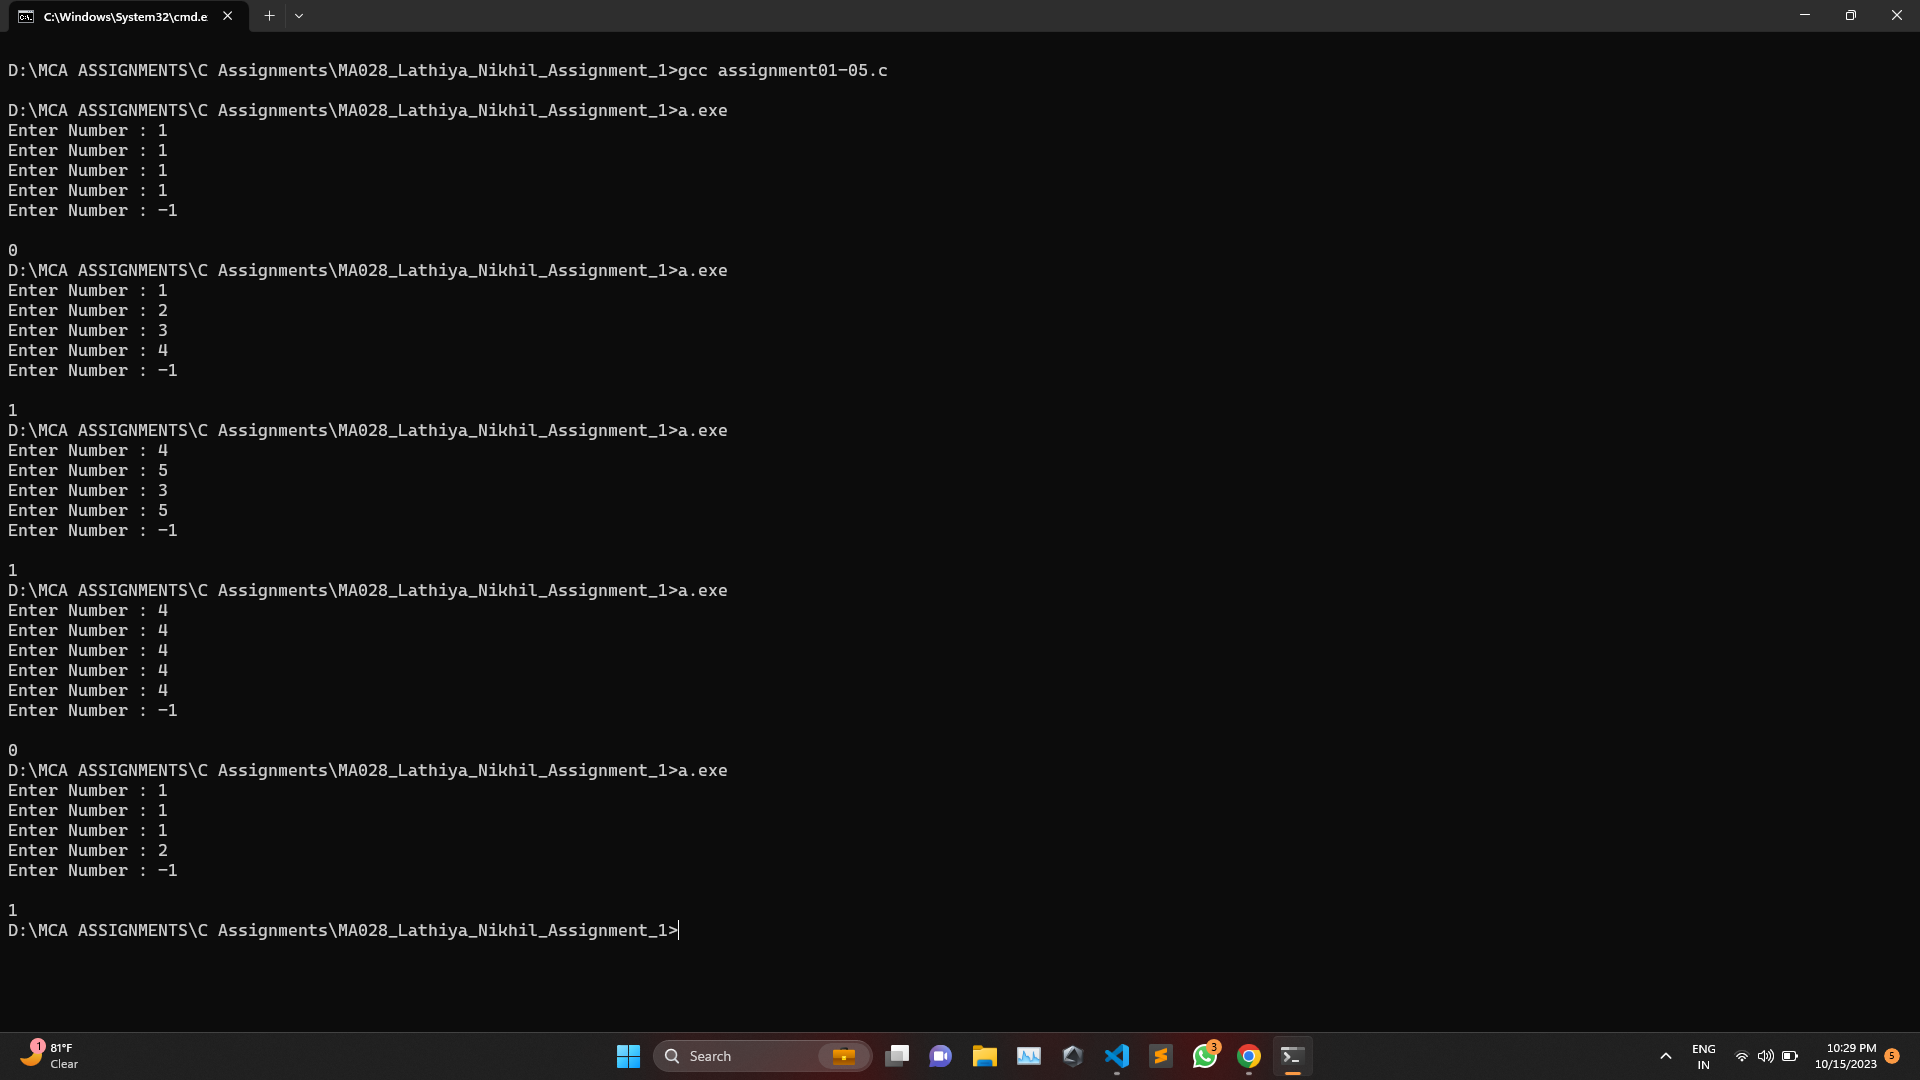 C:\Windows\System32\cmd.e
D:\MCA ASSIGNMENTS\C Assignments\MA028_Lathiya_Nikhil_Assignment_1>gcc assignment01-05.c
D:\MCA ASSIGNMENTS\C Assignments\MA028_Lathiya_Nikhil_Assignment_1>a.exe
Enter Number : 1
Enter Number : 1
Enter Number : 1
Enter Number : 1
Enter Number : -1
0
D:\MCA ASSIGNMENTS\C Assignments\MA028_Lathiya_Nikhil_Assignment_1>a.exe
Enter Number : 1
Enter Number : 2
Enter Number : 3
Enter Number : 4
Enter Number : -1
1
D:\MCA ASSIGNMENTS\C Assignments\MA028_Lathiya_Nikhil_Assignment_1>a.exe
Enter Number : 4
Enter Number : 5
Enter Number : 3
Enter Number : 5
Enter Number : -1
1
D:\MCA ASSIGNMENTS\C Assignments\MA028_Lathiya_Nikhil_Assignment_1>a.exe
Enter Number : 4
Enter Number : 4
Enter Number : 4
Enter Number : 4
Enter Number : 4
Enter Number : -1
0
D:\MCA ASSIGNMENTS\C Assignments\MA028_Lathiya_Nikhil_Assignment_1>a.exe
Enter Number : 1
Enter Number : 1
Enter Number : 1
Enter Number : 2
Enter Number : -1
1
D:\MCA ASSIGNMENTS\C Assignments\MA028_Lathiya_Nikhil_Assignment_1>
1
81°F
Clear
Search
3
ENG
IN
10:29 PM
10/15/2023
5